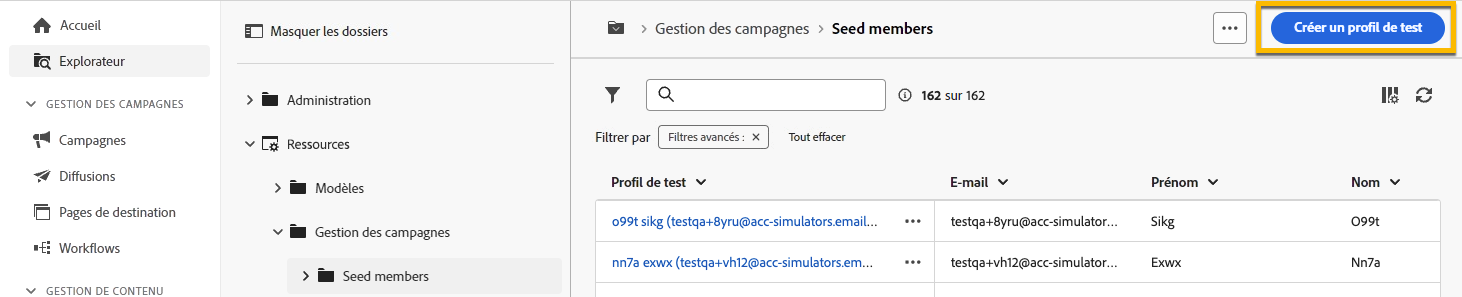 Accueil
Explorateur
GESTION DES CAMPAGNES
Campagnes
Diffusions
Pages de destination
Workflows
GESTION DE CONTENU
Masquer les dossiers
Administration
Ressources
Modèles
Gestion des campagnes
Seed members
Gestion des campagnes > Seed members
... Créer un profil de test
162 sur 162
Filtrer par Filtres avancés : × Tout effacer
Profil de test E-mail Prénom Nom
o99t sikg (testqa+8yru@acc-simulators.email... ... testqa+8yru@acc-simulator... Sikg O99t
nn7a exwx (testqa+vh12@acc-simulators.em... ... testqa+vh12@acc-simulator... Exwx Nn7a